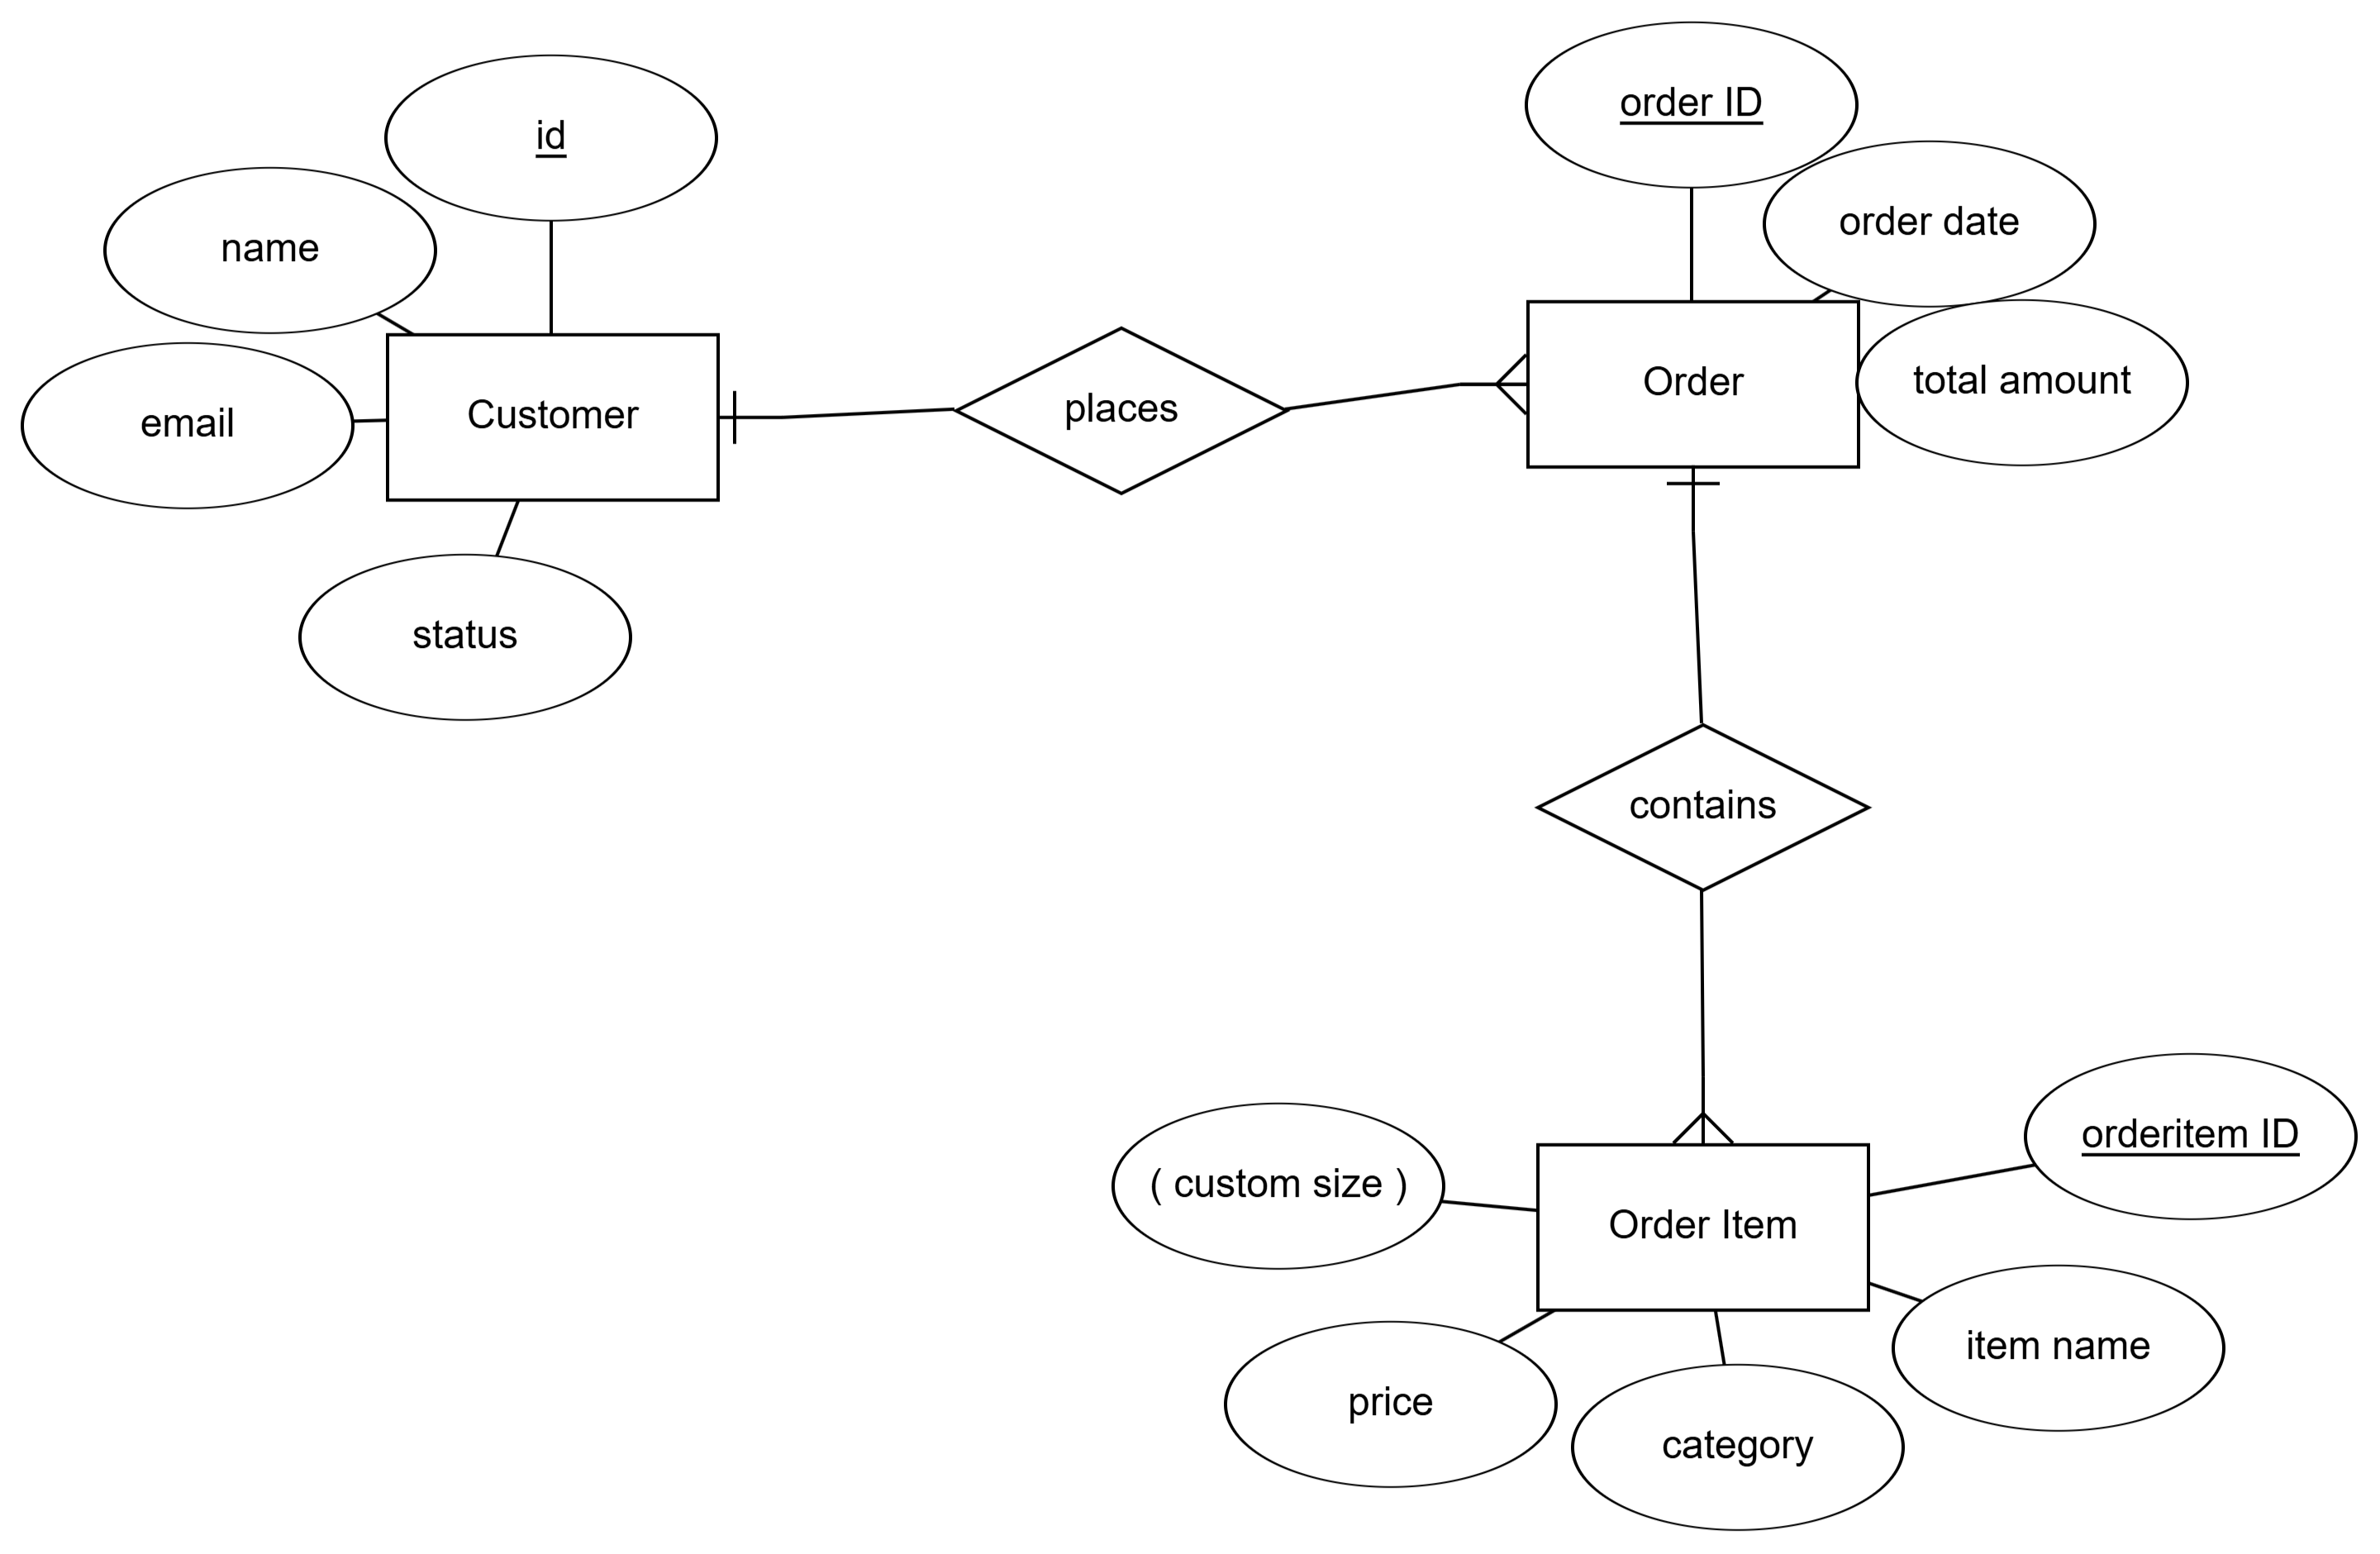 id
name
email
Customer
status
places
order ID
order date
total amount
Order
contains
( custom size )
Order Item
orderitem ID
item name
price
category